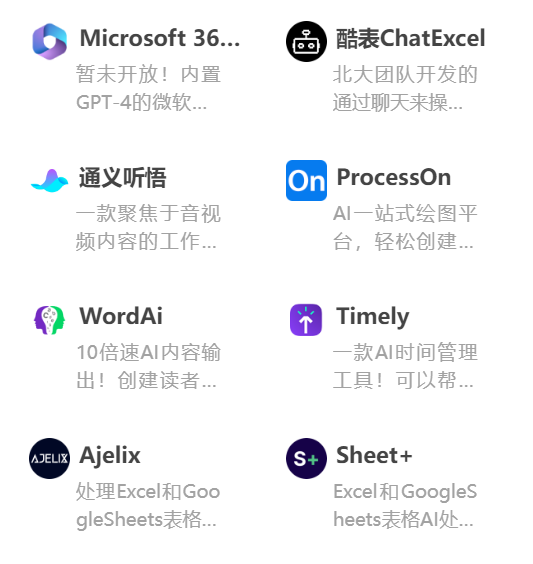 Microsoft 36...
暂未开放！内置
GPT-4的微软...
酷表ChatExcel
北大团队开发的
通过聊天来操...
通义听悟
一款聚焦于音视
频内容的工作...
On
ProcessOn
AI一站式绘图平
台，轻松创建...
WordAi
10倍速AI内容输
出！创建读者...
Timely
一款AI时间管理
工具！可以帮...
AJELIX
Ajelix
处理Excel和Goo
gleSheets表格...
S+
Sheet+
Excel和GoogleS
heets表格AI处...